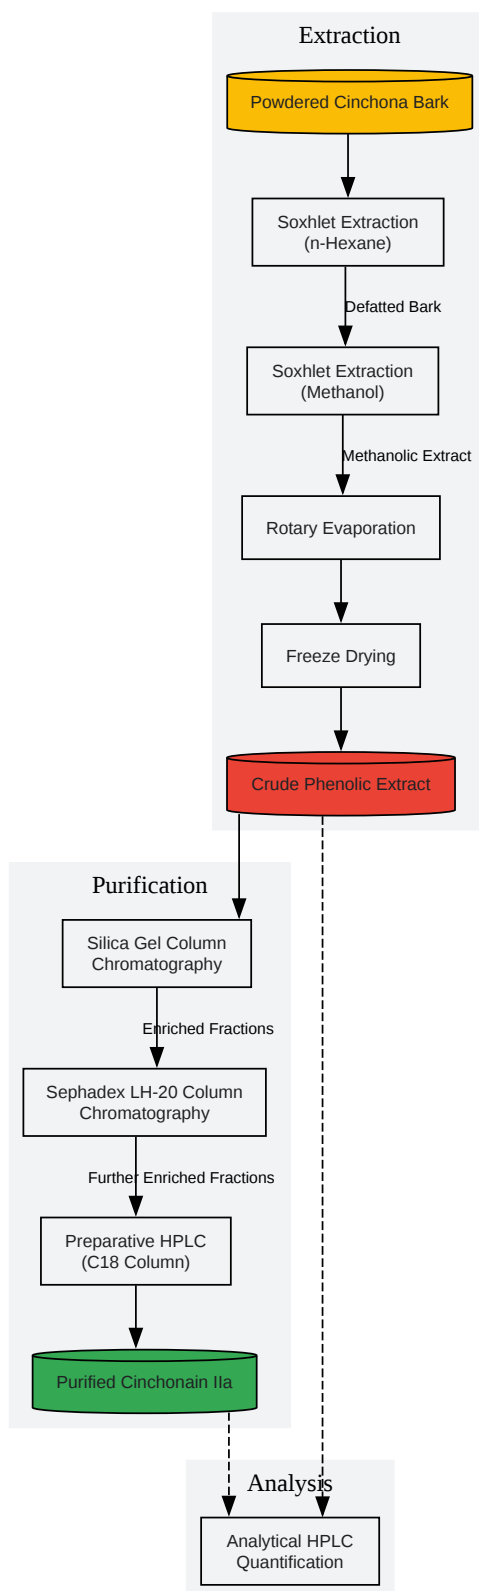 Extraction
Powdered Cinchona Bark
Soxhlet Extraction
(n-Hexane)
Defatted Bark
Soxhlet Extraction
(Methanol)
Methanolic Extract
Rotary Evaporation
Freeze Drying
Crude Phenolic Extract
Purification
Silica Gel Column
Chromatography
Enriched Fractions
Sephadex LH-20 Column
Chromatography
Further Enriched Fractions
Preparative HPLC
(C18 Column)
Purified Cinchonain IIa
Analysis
Analytical HPLC
Quantification